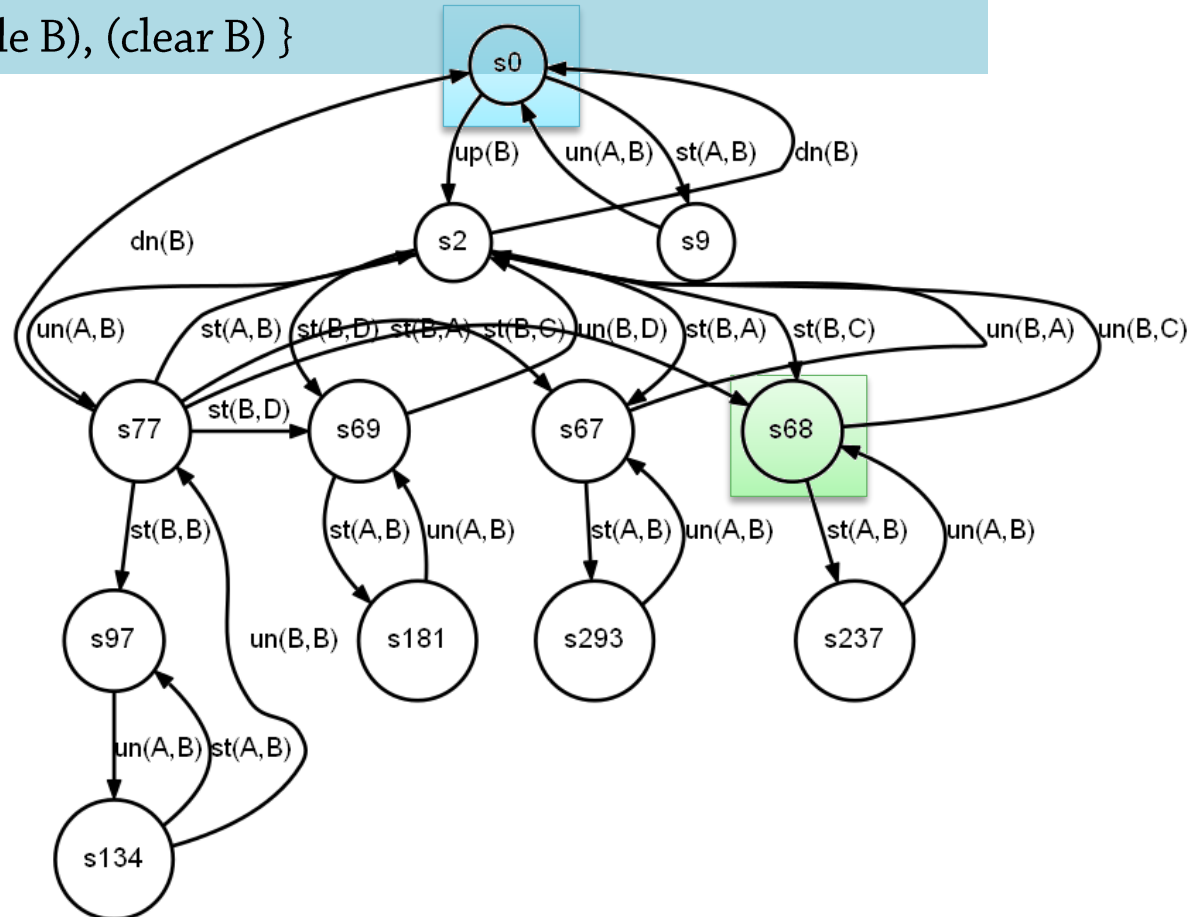 le B), (clear B) }
s0
up(B) un(A,B) st(A,B) dn(B)
dn(B) s2 s9
un(A,B) st(A,B) st(B,D) st(B,A) st(B,C) un(B,D) st(B,A) st(B,C) un(B,A) un(B,C)
s77 st(B,D) s69 s67 s68
st(B,B) st(A,B) un(A,B) st(A,B) un(A,B) st(A,B) un(A,B)
s97 un(B,B) s181 s293 s237
un(A,B) st(A,B)
s134